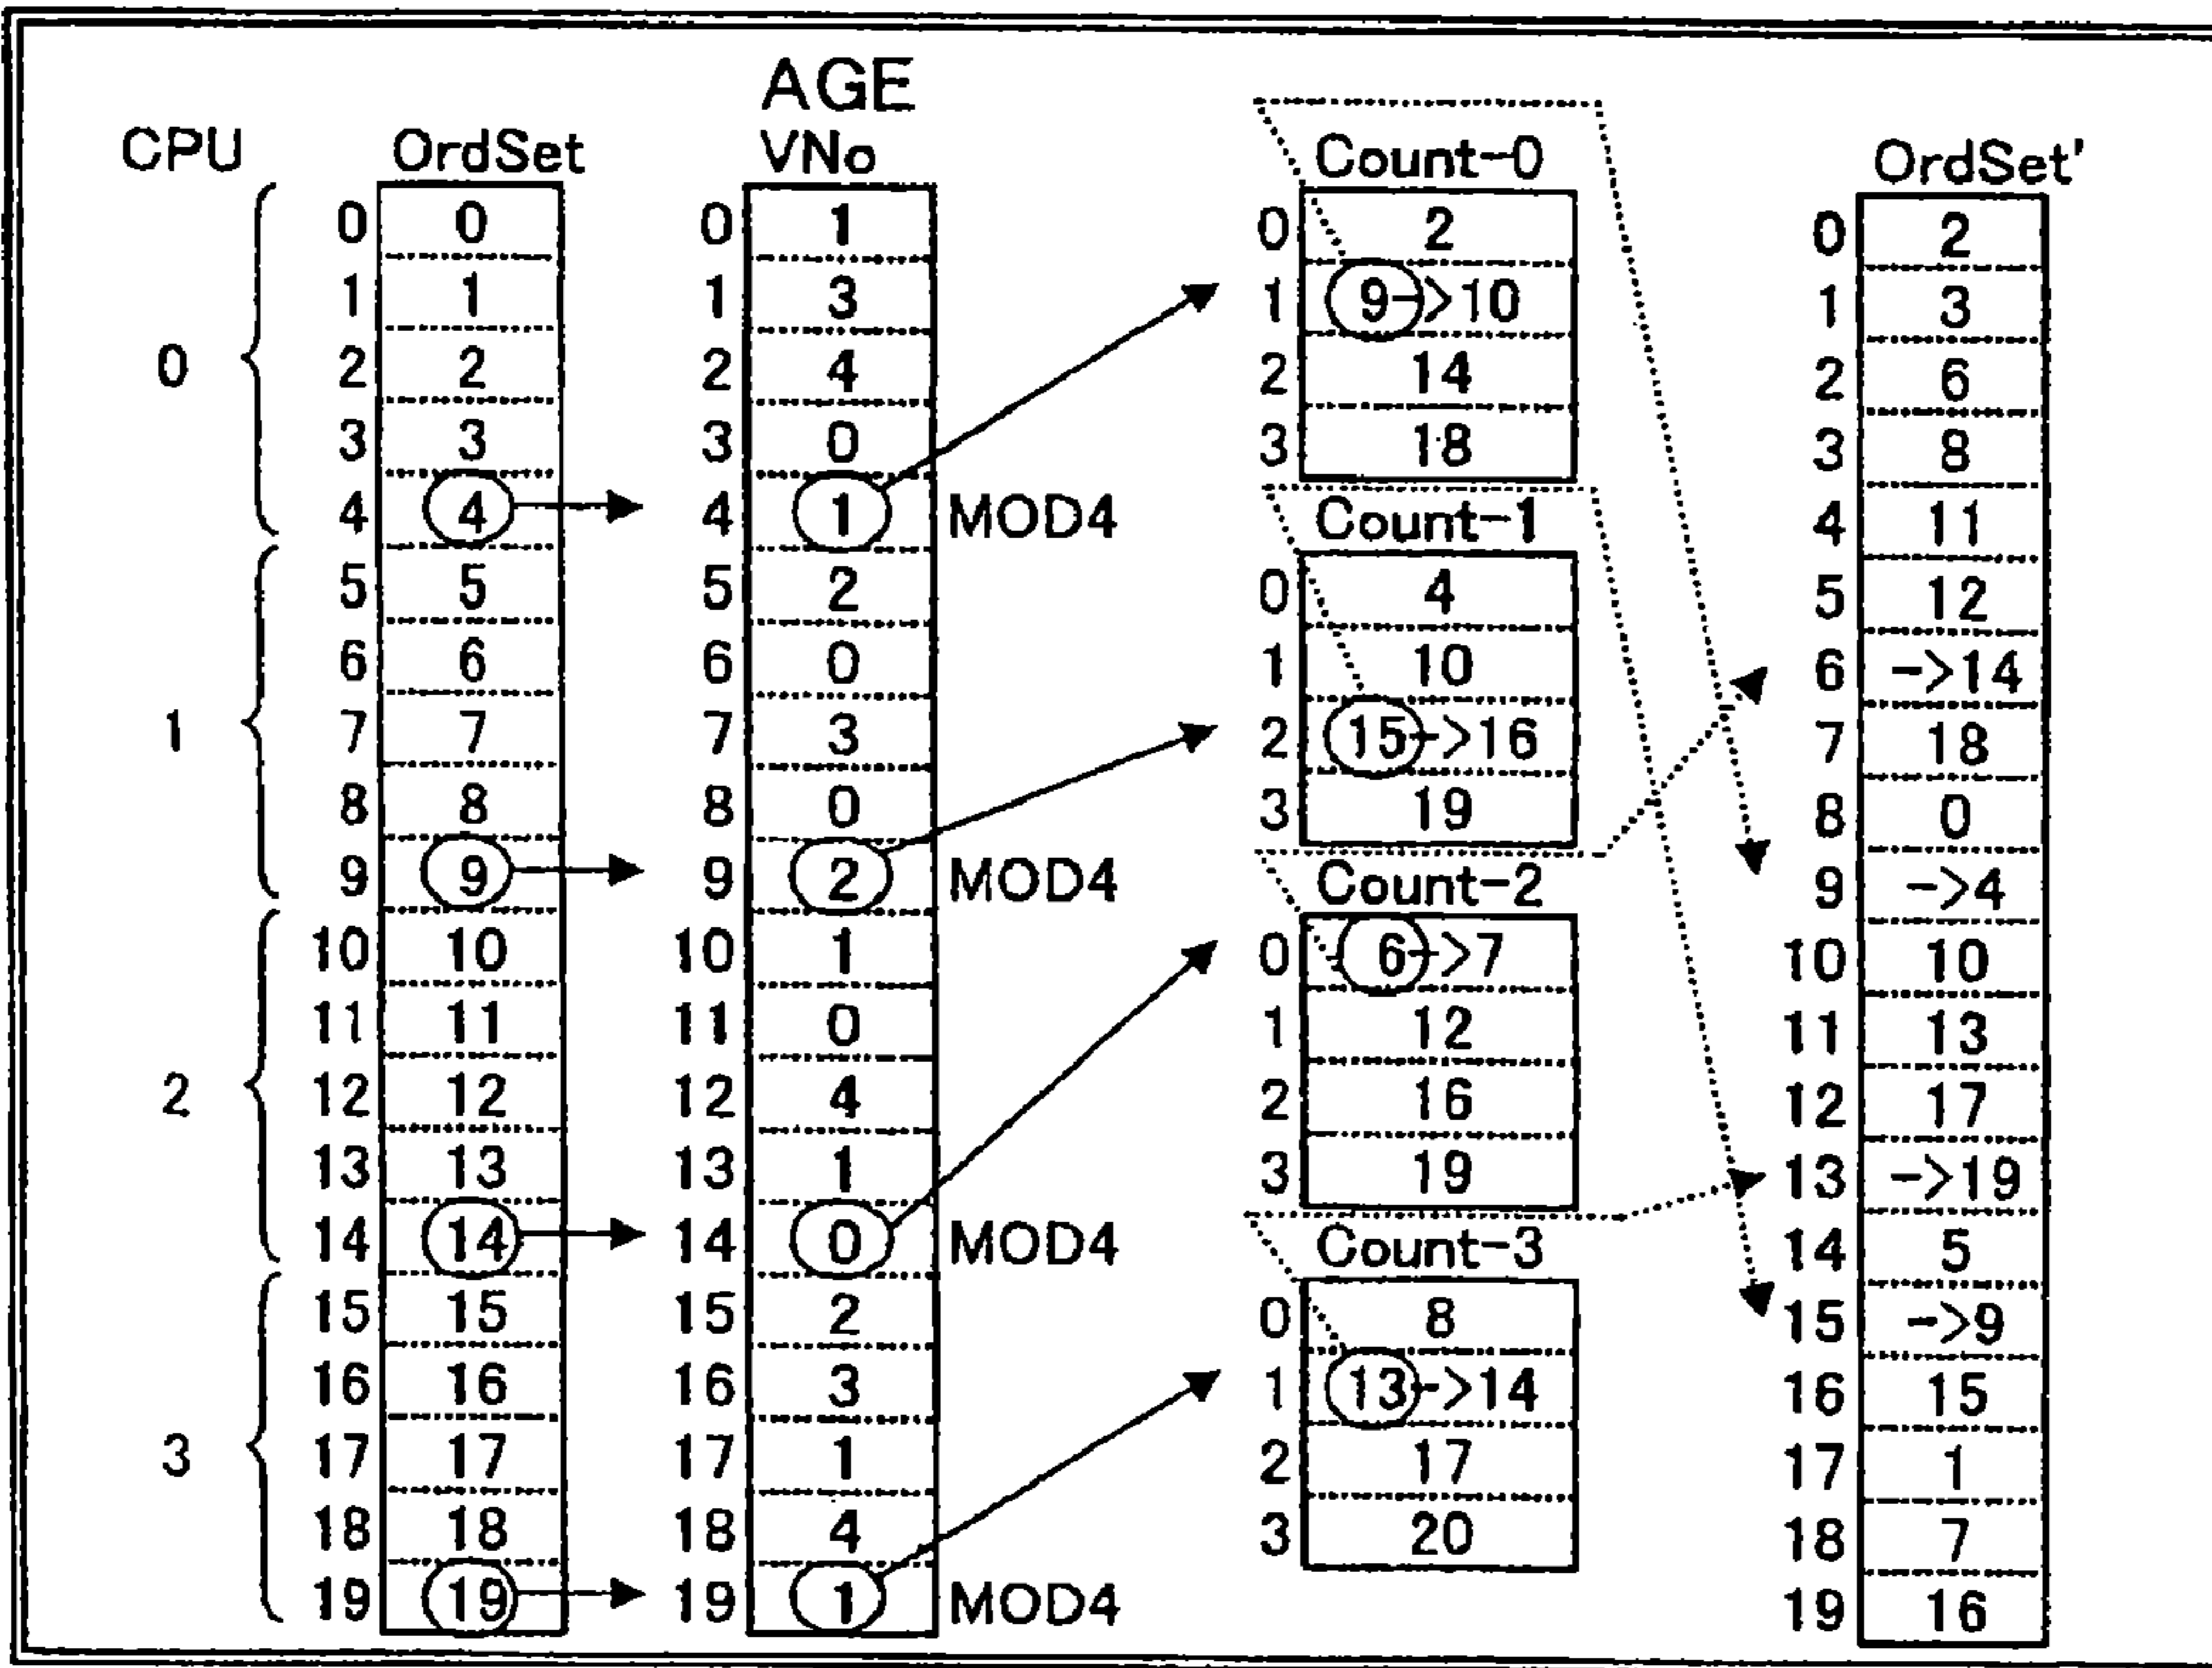 AGE
CPU OrdSet VNo Count-0 OrdSet'
0 0 0 1 0 2 0 2
1 1 1 3 1 9->10 1 3
0 2 2 2 4 2 14 2 6
3 3 3 0 3 18 3 8
4 4 4 1 MOD4 Count-1 4 11
5 5 5 2 0 4 5 12
6 6 6 0 1 10 6 ->14
1 7 7 7 3 2 15->16 7 18
8 8 8 0 3 19 8 0
9 9 9 2 MOD4 Count-2 9 ->4
10 10 10 1 0 6->7 10 10
11 11 11 0 1 12 11 13
2 12 12 12 4 2 16 12 17
13 13 13 1 3 19 13 ->19
14 14 14 0 MOD4 Count-3 14 5
15 15 15 2 0 8 15 ->9
16 16 16 3 1 13->14 16 15
3 17 17 17 1 2 17 17 1
18 18 18 4 3 20 18 7
19 19 19 1 MOD4 19 16